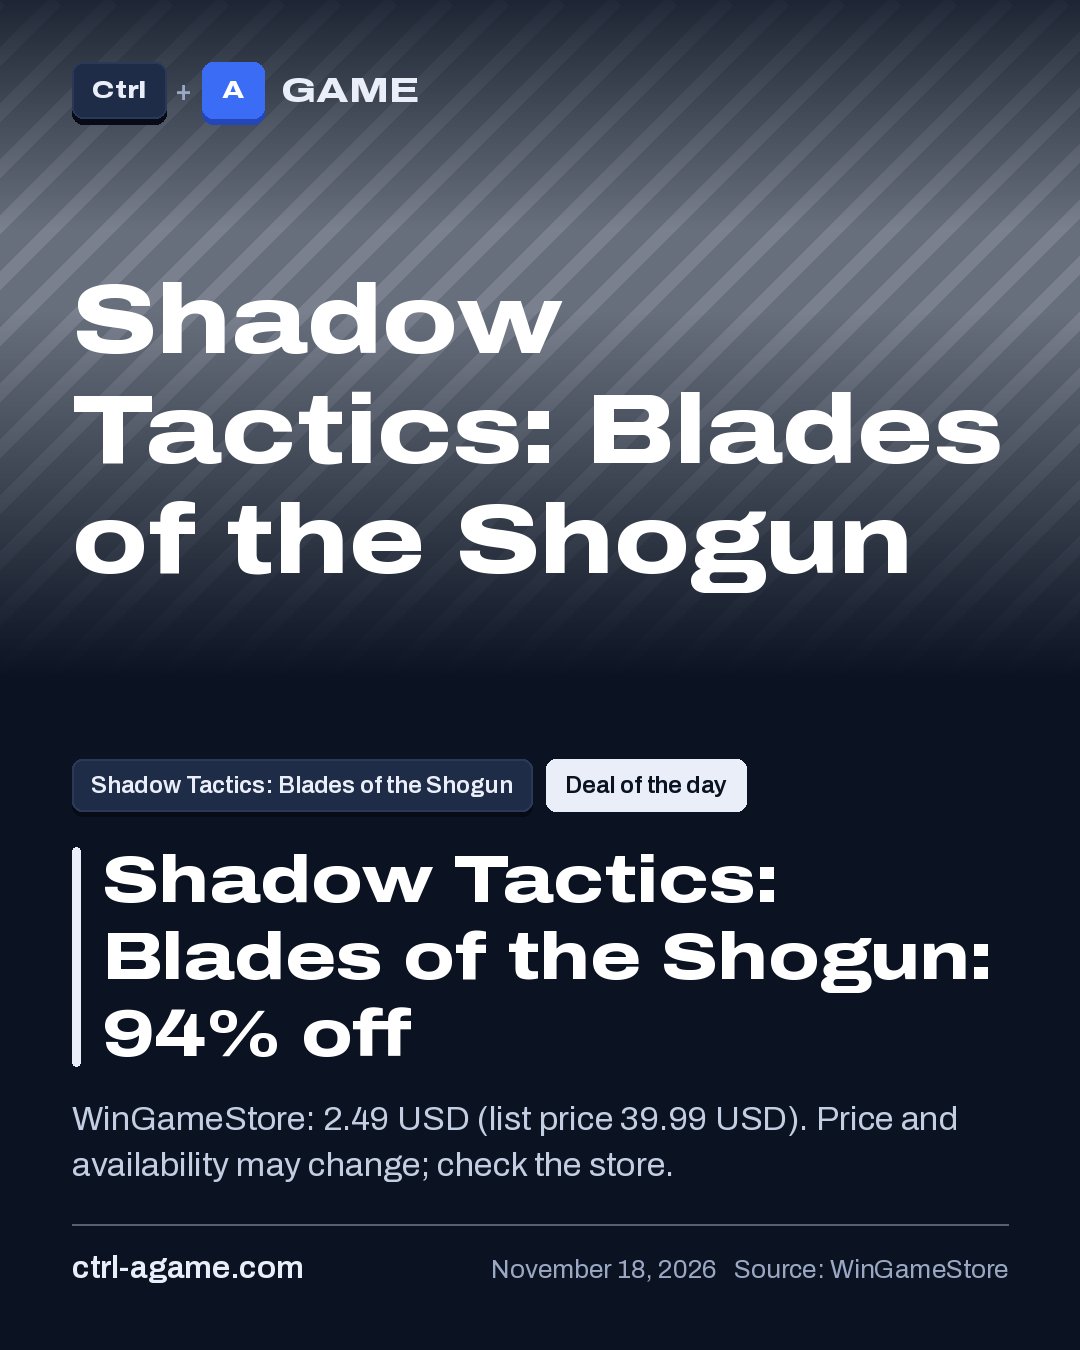 Ctrl + A GAME
Shadow
Tactics: Blades
of the Shogun
Shadow Tactics: Blades of the Shogun
Deal of the day
Shadow Tactics:
Blades of the Shogun:
94% off
WinGameStore: 2.49 USD (list price 39.99 USD). Price and
availability may change; check the store.
ctrl-agame.com
November 18, 2026 Source: WinGameStore